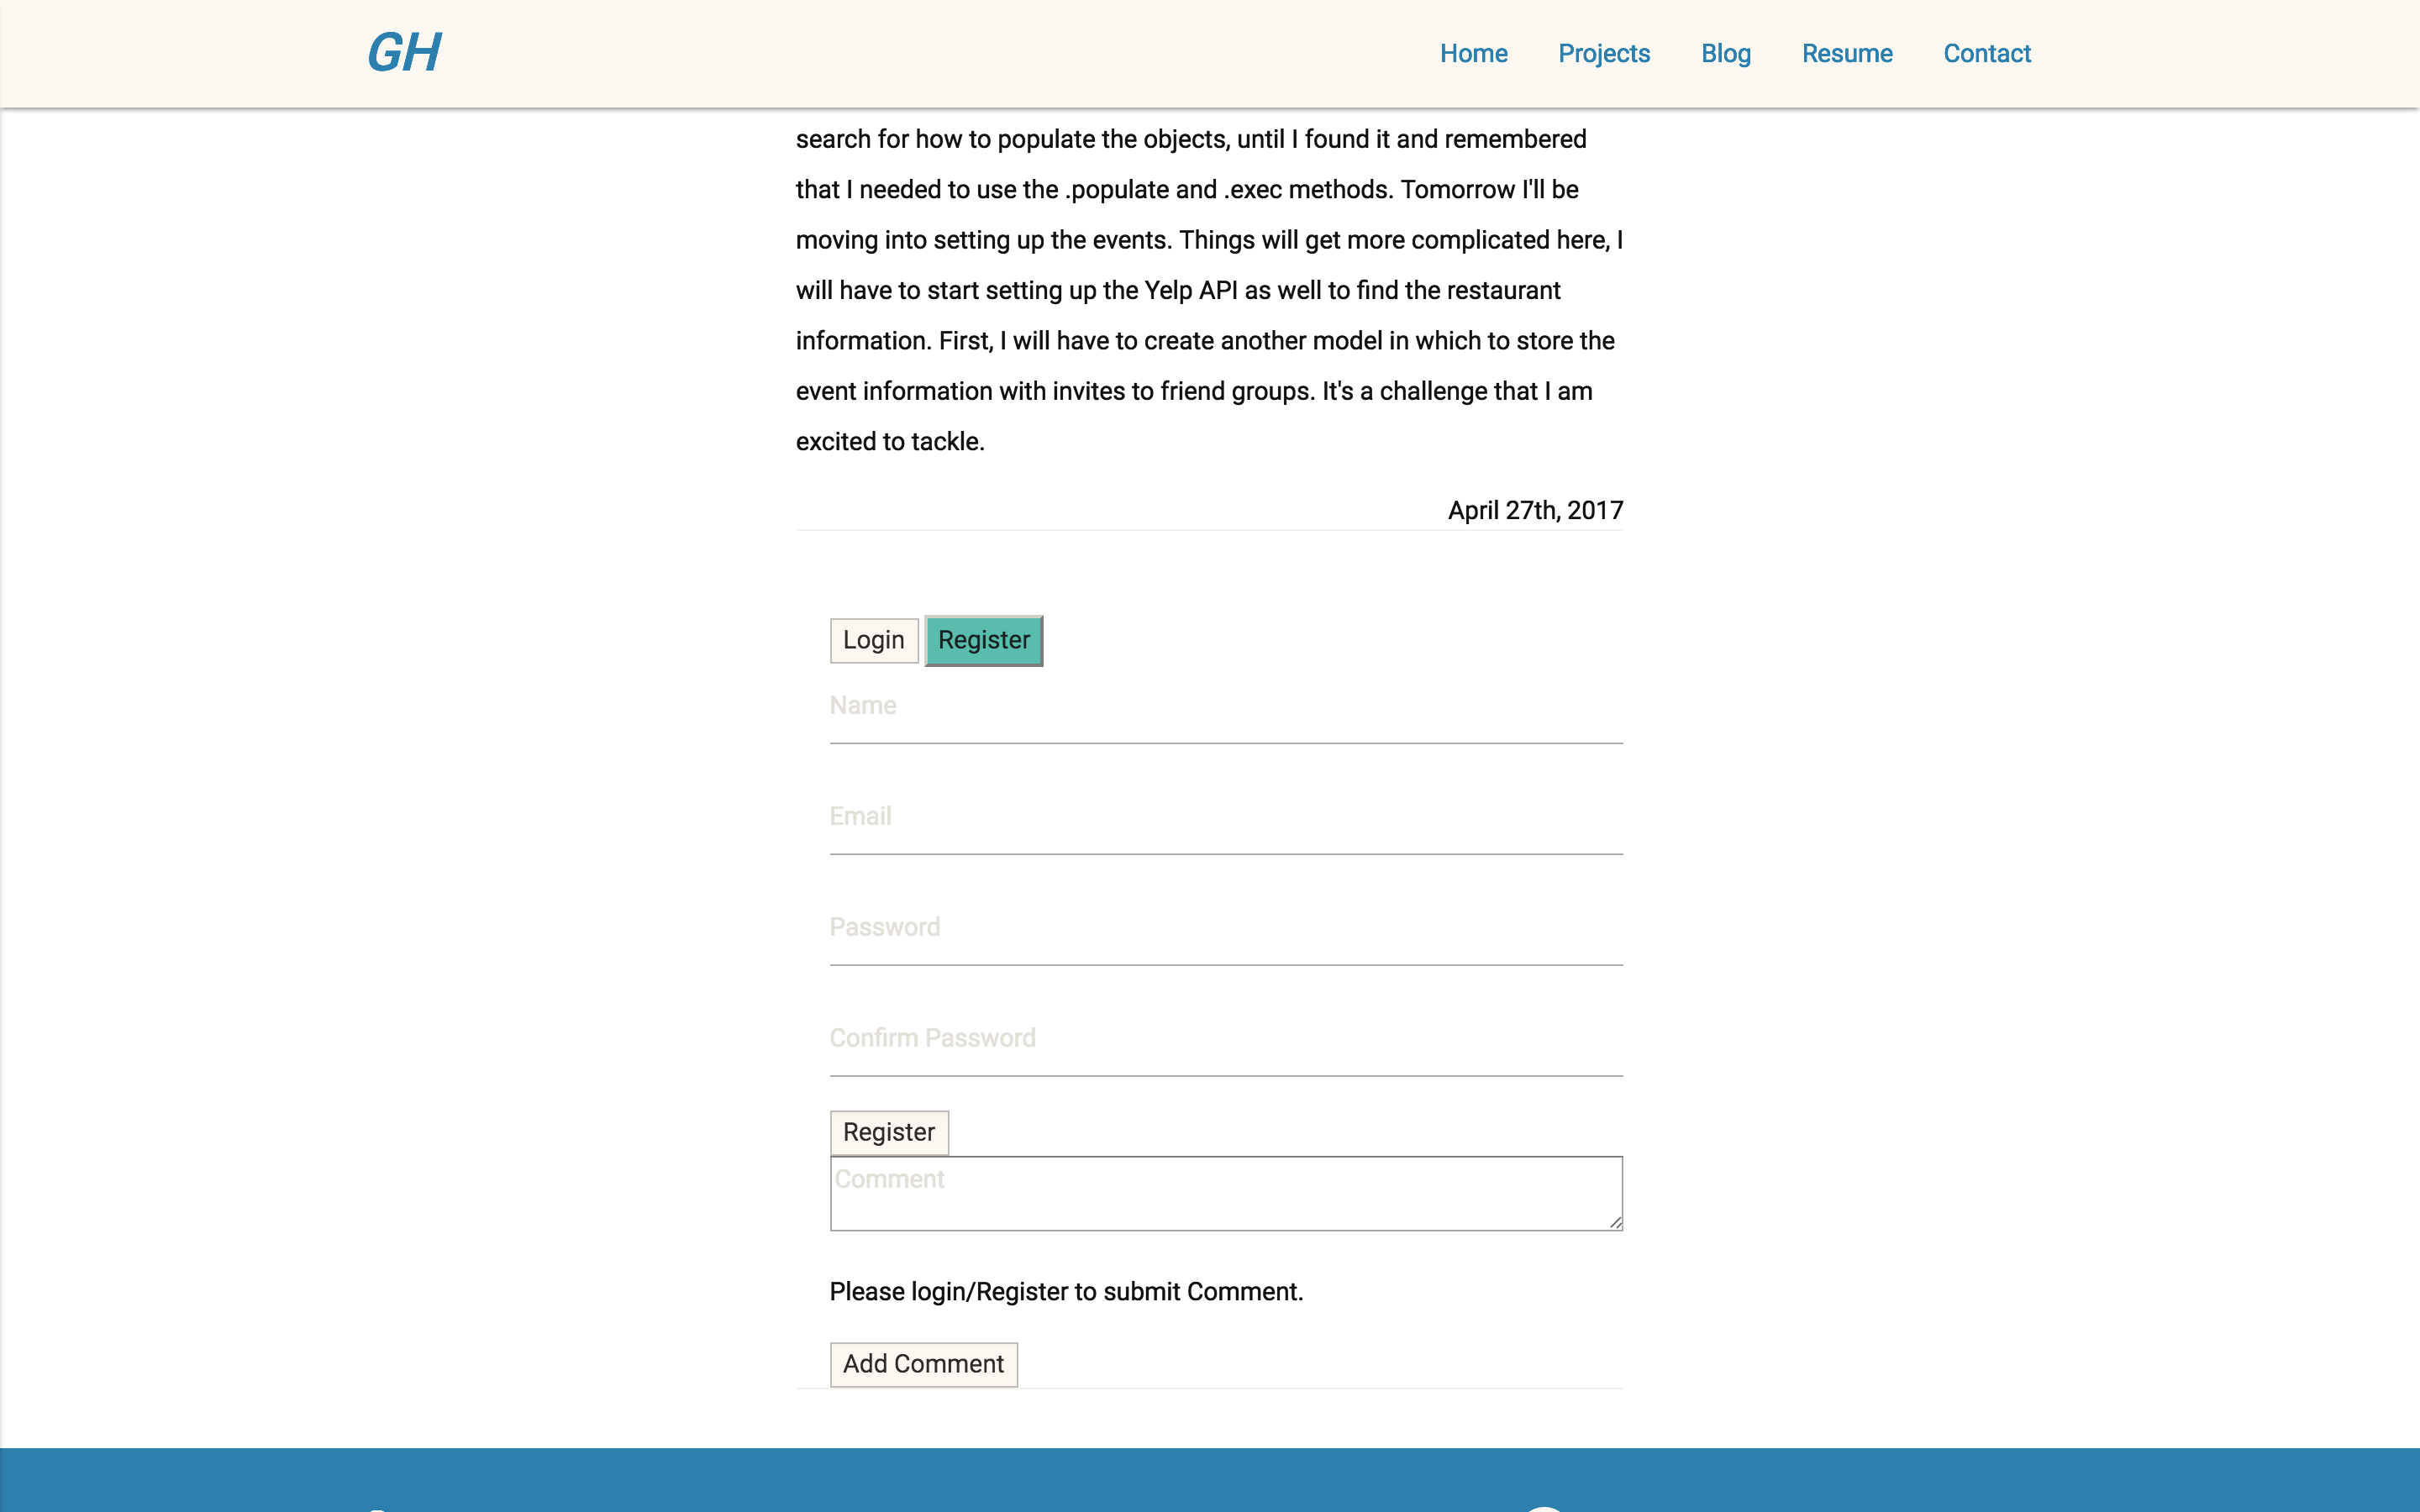 GH
Home Projects Blog Resume Contact
search for how to populate the objects, until I found it and remembered
that I needed to use the .populate and .exec methods. Tomorrow I'll be
moving into setting up the events. Things will get more complicated here, I
will have to start setting up the Yelp API as well to find the restaurant
information. First, I will have to create another model in which to store the
event information with invites to friend groups. It's a challenge that I am
excited to tackle.
April 27th, 2017
Login Register
Name
Email
Password
Confirm Password
Register
Comment
Please login/Register to submit Comment.
Add Comment